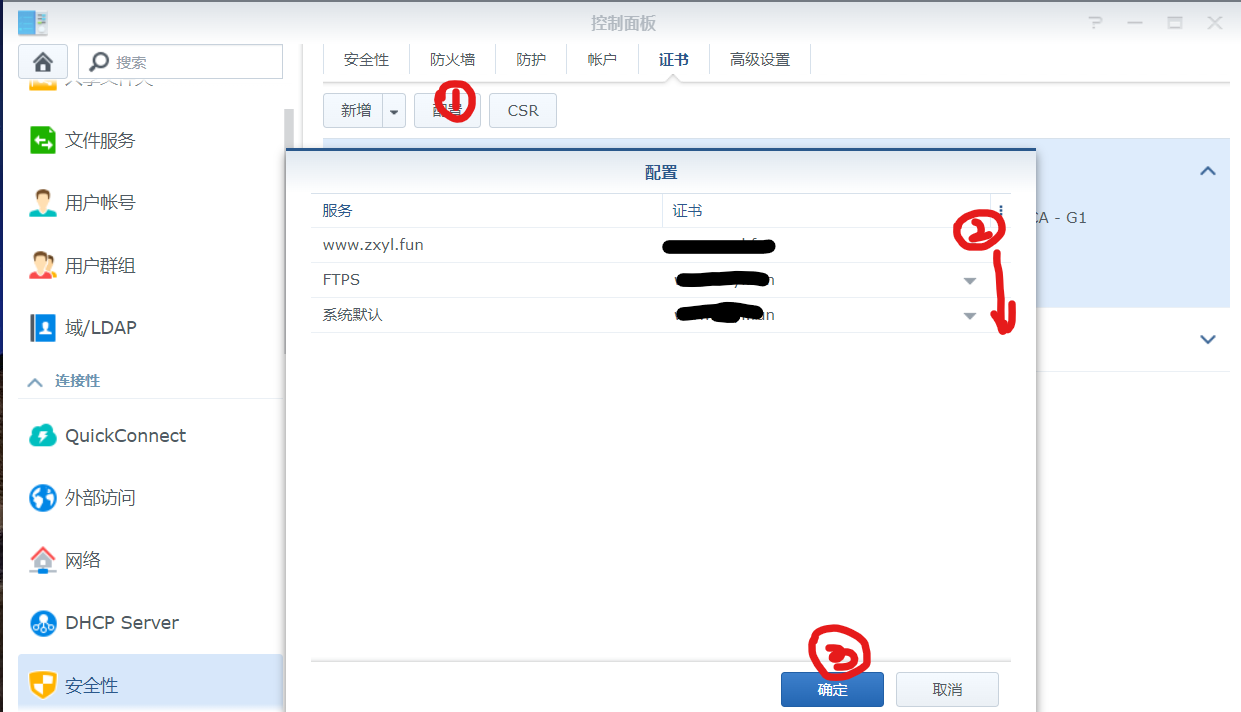 控制面板
搜索
安全性
防火墙
防护
帐户
证书
高级设置
新增
配置
CSR
1
文件服务
用户帐号
用户群组
域/LDAP
连接性
QuickConnect
外部访问
网络
DHCP Server
安全性
CA - G1
配置
服务
证书
2
www.zxyl.fun
FTPS
系统默认
3
确定
取消